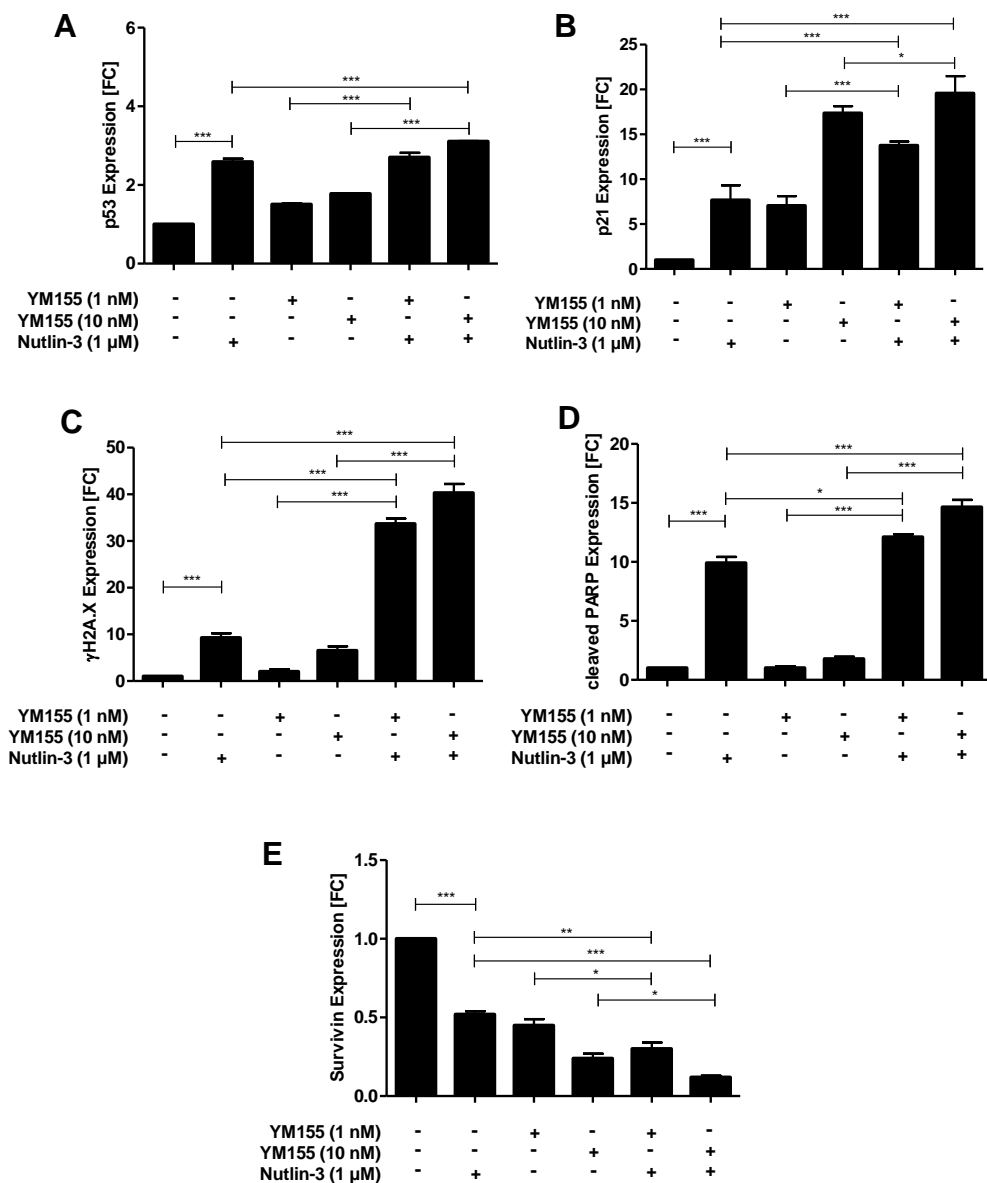 A
p53 Expression [FC]
6
4
2
0
***
***
***
***
YM155 (1 nM) - - + - + -
YM155 (10 nM) - - - + - +
Nutlin-3 (1 µM) - + - - + +
B
p21 Expression [FC]
25
20
15
10
5
0
***
***
*
***
***
YM155 (1 nM) - - + - + -
YM155 (10 nM) - - - + - +
Nutlin-3 (1 µM) - + - - + +
C
γH2A.X Expression [FC]
50
40
30
20
10
0
***
***
***
***
***
YM155 (1 nM) - - + - + -
YM155 (10 nM) - - - + - +
Nutlin-3 (1 µM) - + - - + +
D
cleaved PARP Expression [FC]
20
15
10
5
0
***
***
*
***
***
YM155 (1 nM) - - + - + -
YM155 (10 nM) - - - + - +
Nutlin-3 (1 µM) - + - - + +
E
Survivin Expression [FC]
1.5
1.0
0.5
0.0
***
**
***
*
*
YM155 (1 nM) - - + - + -
YM155 (10 nM) - - - + - +
Nutlin-3 (1 µM) - + - - + +